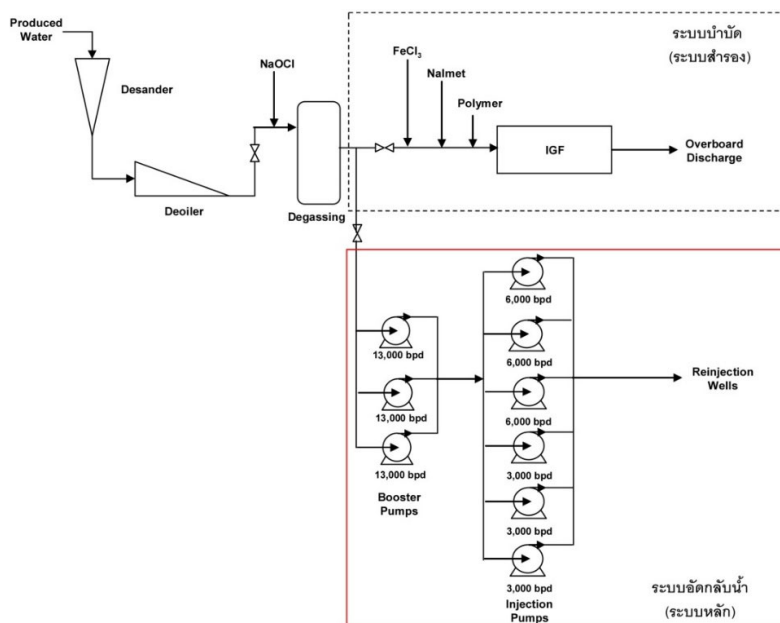 Produced
Water
Desander
Deoiler
NaOCl
Degassing
ระบบบำบัด
(ระบบสำรอง)
FeCl₃
Nalmet
Polymer
IGF
Overboard
Discharge
13,000 bpd
13,000 bpd
13,000 bpd
Booster
Pumps
6,000 bpd
6,000 bpd
6,000 bpd
3,000 bpd
3,000 bpd
3,000 bpd
Injection
Pumps
Reinjection
Wells
ระบบอัดกลับน้ำ
(ระบบหลัก)